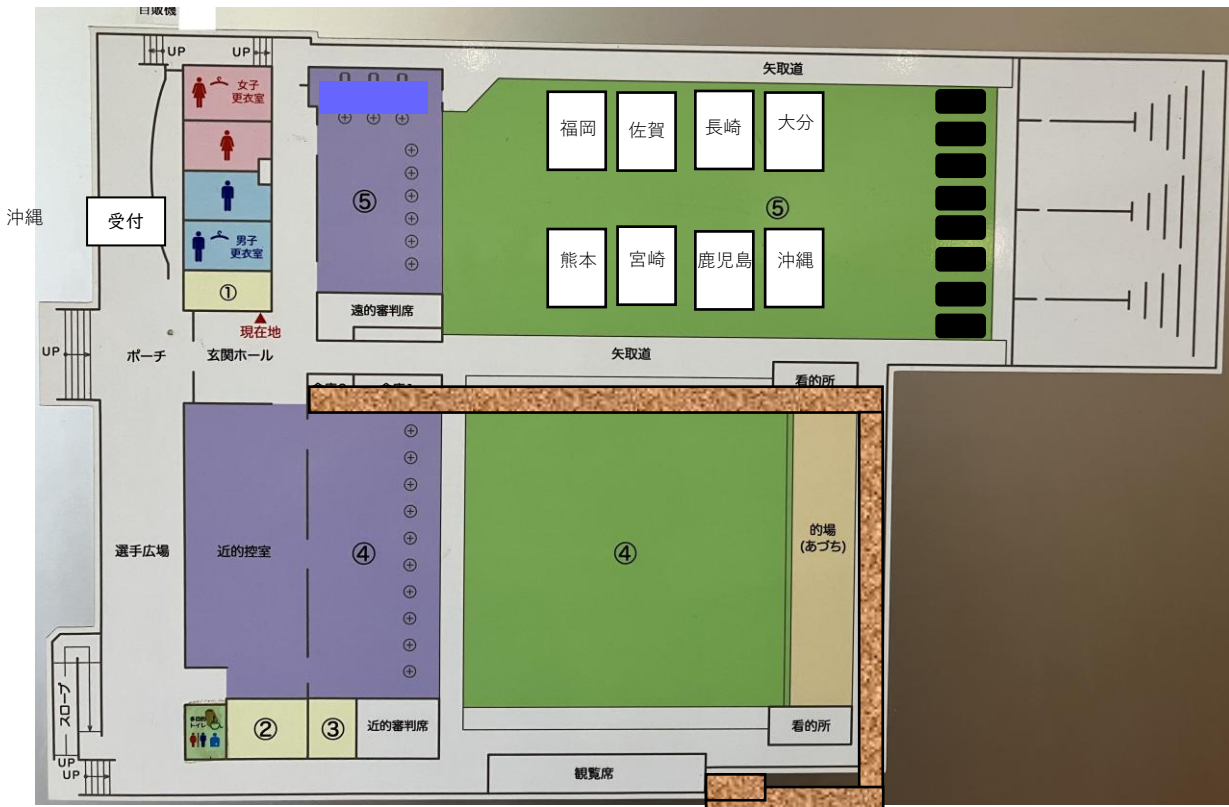 自販機
UP
UP
矢取道
女子
更衣室
福岡
佐賀
長崎
大分
沖縄
受付
⑤
⑤
男子
更衣室
熊本
宮崎
鹿児島
沖縄
①
遠的審判席
現在地
UP
ポーチ
玄関ホール
矢取道
看的所
選手広場
近的控室
④
④
的場
(あづち)
スロープ
トイレ
②
③
近的審判席
看的所
UP
UP
観覧席